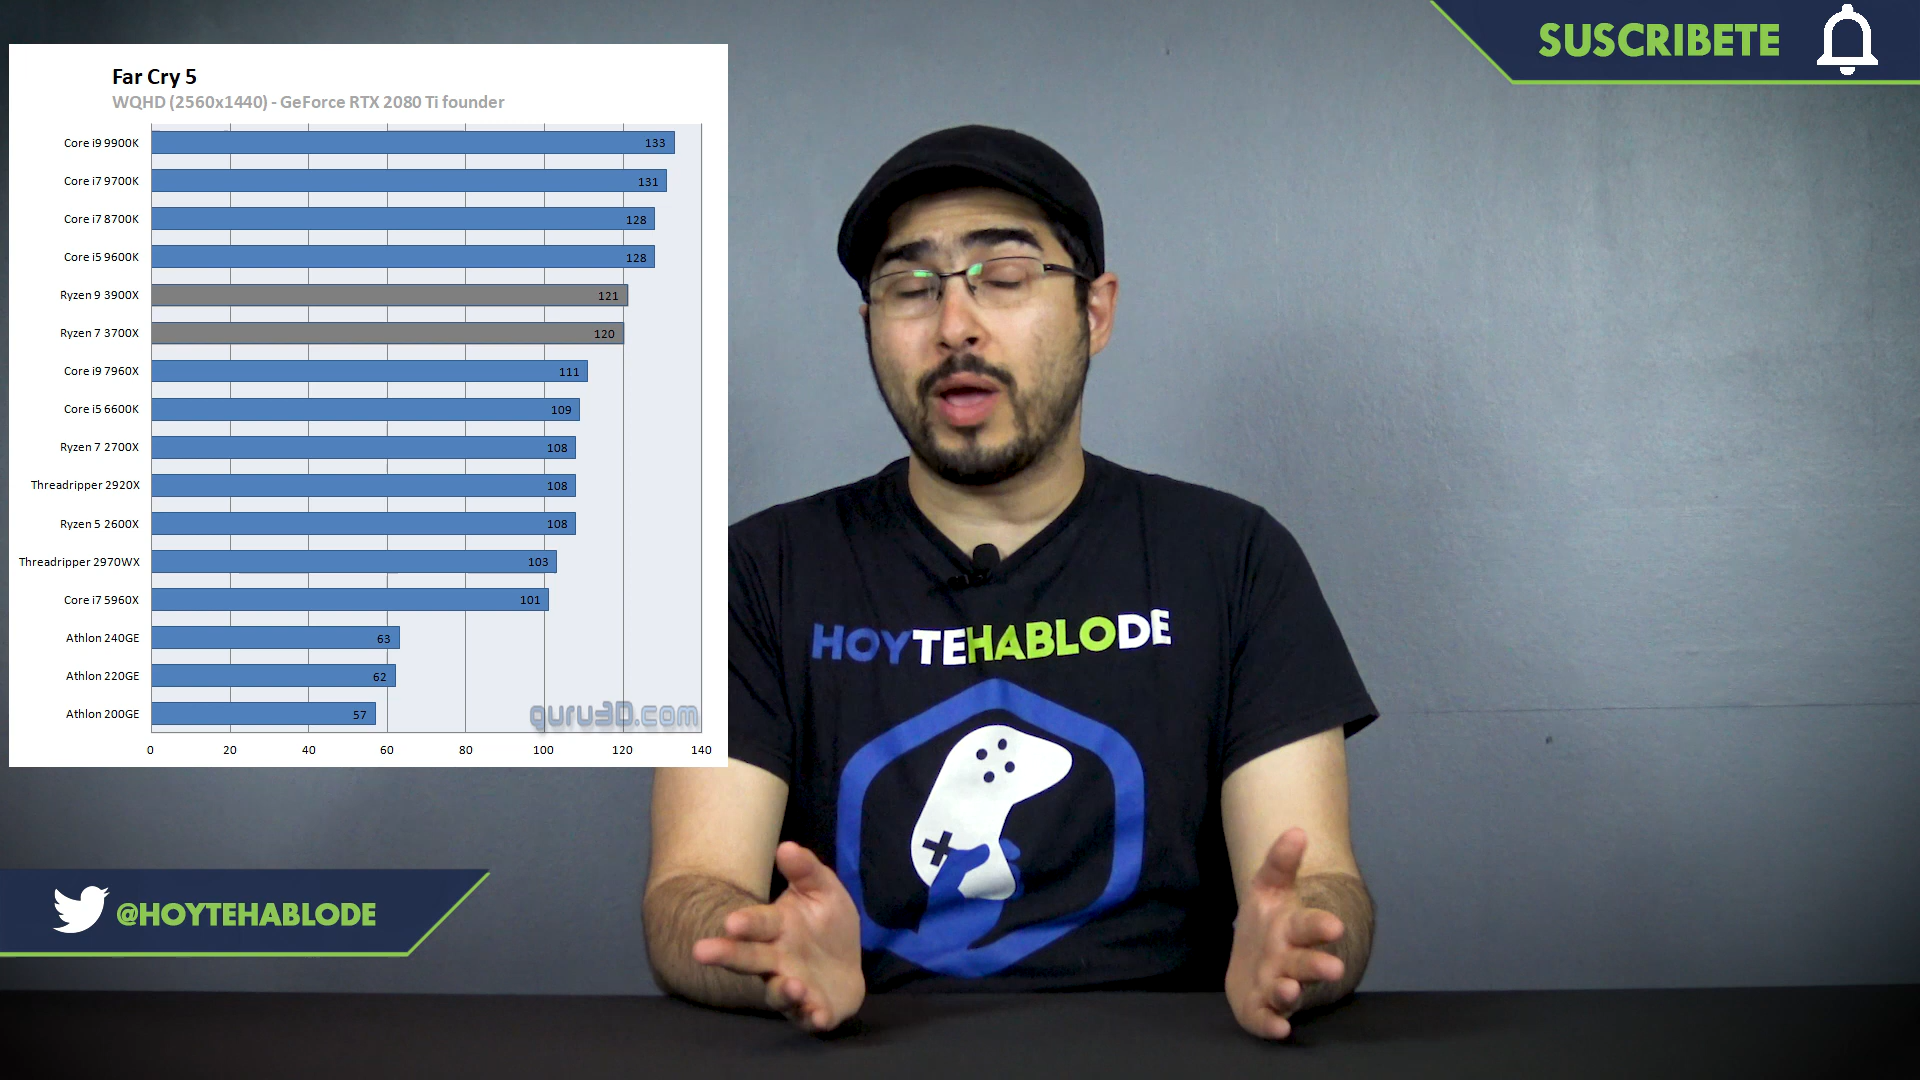 SUSCRIBETE
Far Cry 5
WQHD (2560x1440) - GeForce RTX 2080 Ti founder
Core i9 9900K 133
Core i7 9700K 131
Core i7 8700K 128
Core i5 9600K 128
Ryzen 9 3900X 121
Ryzen 7 3700X 120
Core i9 7960X 111
Core i5 6600K 109
Ryzen 7 2700X 108
Threadripper 2920X 108
Ryzen 5 2600X 108
Threadripper 2970WX 103
Core i7 5960X 101
Athlon 240GE 63
Athlon 220GE 62
Athlon 200GE 57
guru3D.com
0 20 40 60 80 100 120 140
HOYTEHABLODE
@HOYTEHABLODE